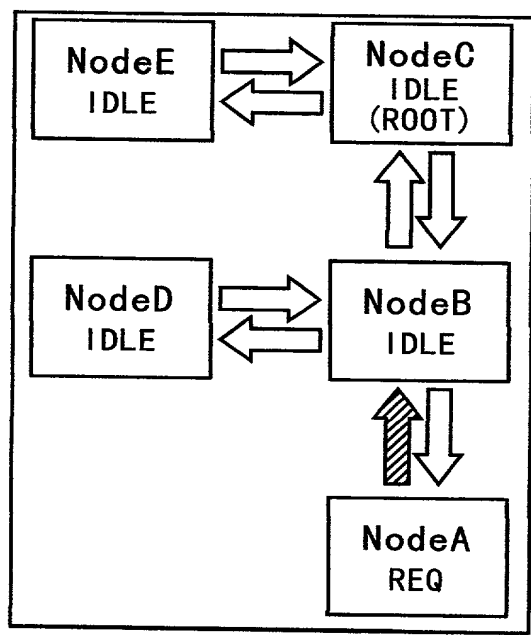 NodeE
IDLE
NodeC
IDLE
(ROOT)
NodeD
IDLE
NodeB
IDLE
NodeA
REQ